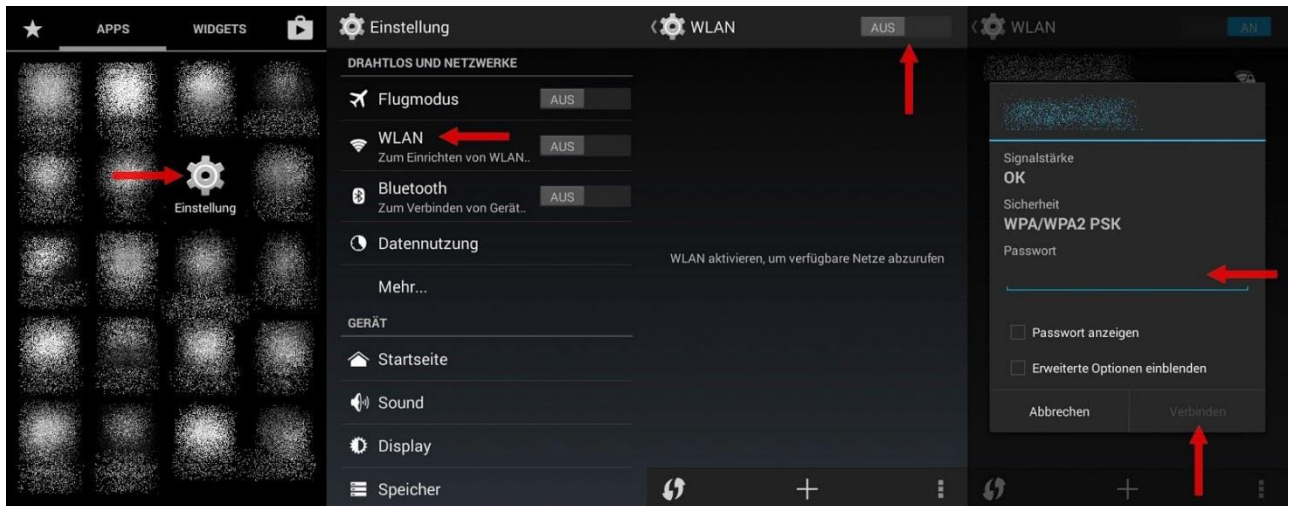 APPS
WIDGETS
Einstellung
Einstellung
DRAHTLOS UND NETZWERKE
Flugmodus
AUS
WLAN
Zum Einrichten von WLAN..
AUS
Bluetooth
Zum Verbinden von Gerät..
AUS
Datennutzung
Mehr...
GERÄT
Startseite
Sound
Display
Speicher
WLAN
AUS
WLAN aktivieren, um verfügbare Netze abzurufen
WLAN
AN
Signalstärke
OK
Sicherheit
WPA/WPA2 PSK
Passwort
Passwort anzeigen
Erweiterte Optionen einblenden
Abbrechen
Verbinden